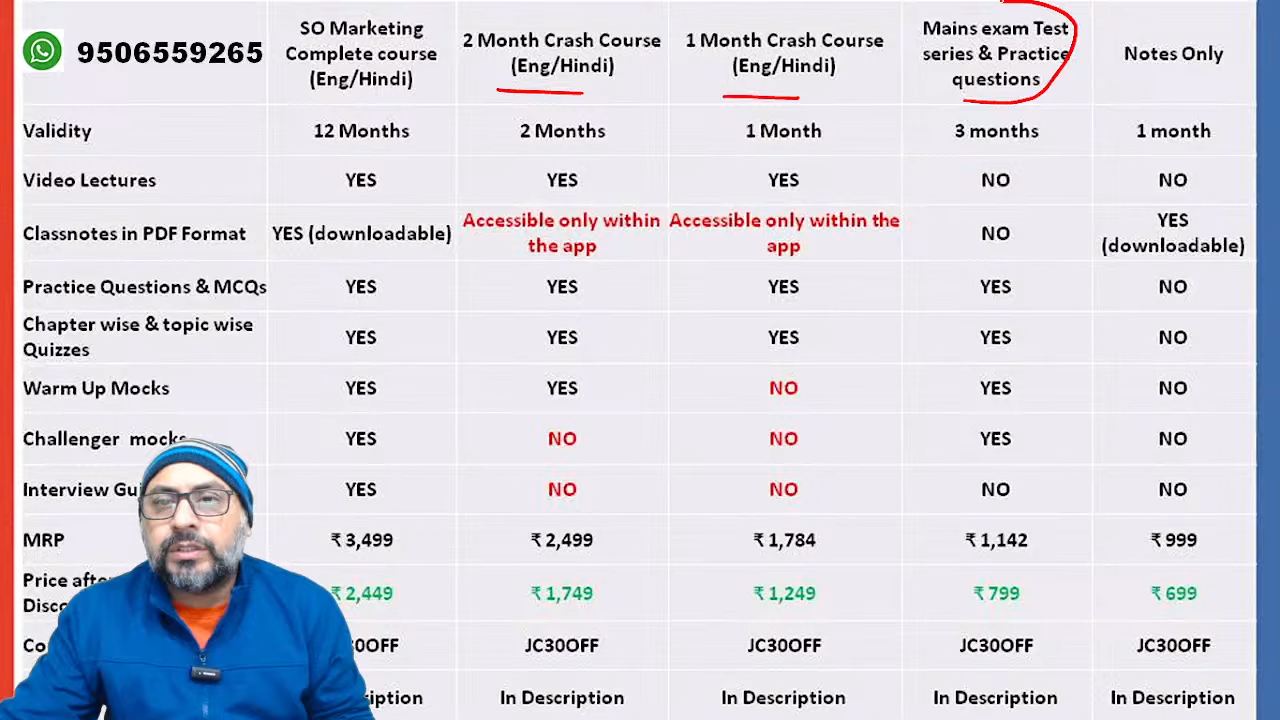 9506559265
SO Marketing
Complete course
(Eng/Hindi)
2 Month Crash Course
(Eng/Hindi)
1 Month Crash Course
(Eng/Hindi)
Mains exam Test
series & Practice
questions
Notes Only
Validity
12 Months
2 Months
1 Month
3 months
1 month
Video Lectures
YES
YES
YES
NO
NO
Classnotes in PDF Format
YES (downloadable)
Accessible only within
the app
Accessible only within the
app
NO
YES
(downloadable)
Practice Questions & MCQs
YES
YES
YES
YES
NO
Chapter wise & topic wise
Quizzes
YES
YES
YES
YES
NO
Warm Up Mocks
YES
YES
NO
YES
NO
Challenger mocks
YES
NO
NO
YES
NO
Interview
YES
NO
NO
NO
NO
MRP
₹ 3,499
₹ 2,499
₹ 1,784
₹ 1,142
₹ 999
Price
₹ 2,449
₹ 1,749
₹ 1,249
₹ 799
₹ 699
JC30OFF
JC30OFF
JC30OFF
JC30OFF
In Description
In Description
In Description
In Description